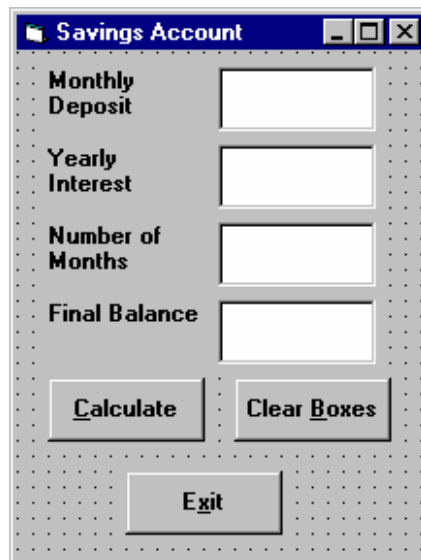 Savings Account
Monthly
Deposit
Yearly
Interest
Number of
Months
Final Balance
Calculate
Clear Boxes
Exit